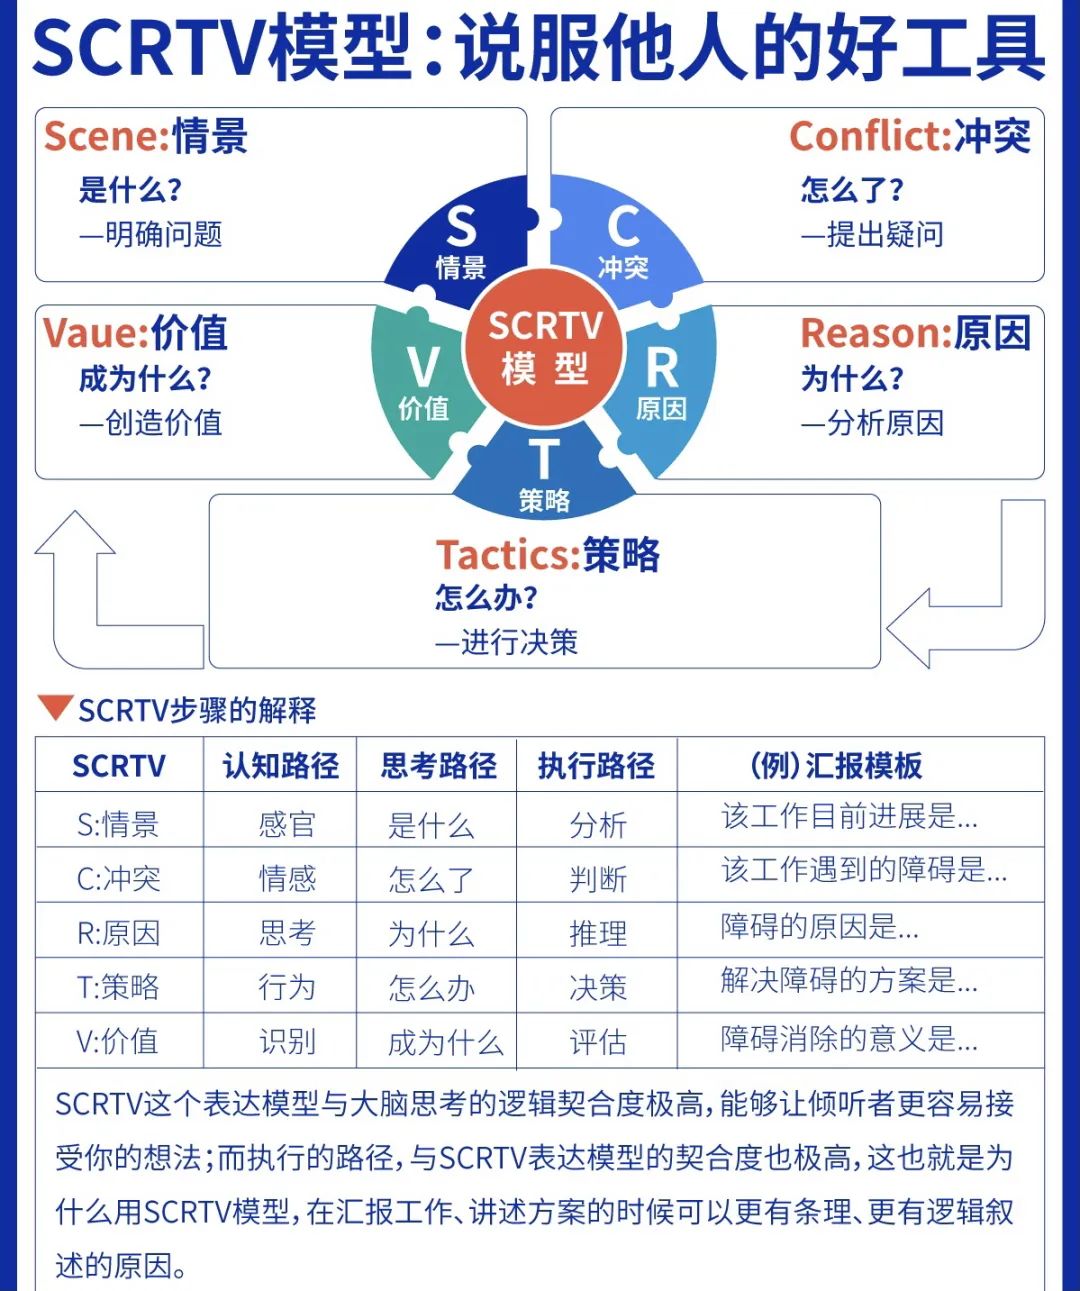 SCRTV模型：说服他人的好工具
Scene:情景
是什么？
—明确问题
Conflict:冲突
怎么了？
—提出疑问
S
情景
C
冲突
SCRTV
模 型
V
价值
R
原因
T
策略
Vaue:价值
成为什么？
—创造价值
Reason:原因
为什么？
—分析原因
Tactics:策略
怎么办？
—进行决策
SCRTV步骤的解释
SCRTV 认知路径 思考路径 执行路径 （例）汇报模板
S:情景 感官 是什么 分析 该工作目前进展是...
C:冲突 情感 怎么了 判断 该工作遇到的障碍是...
R:原因 思考 为什么 推理 障碍的原因是...
T:策略 行为 怎么办 决策 解决障碍的方案是...
V:价值 识别 成为什么 评估 障碍消除的意义是...
SCRTV这个表达模型与大脑思考的逻辑契合度极高，能够让倾听者更容易接
受你的想法；而执行的路径，与SCRTV表达模型的契合度也极高，这也就是为
什么用SCRTV模型，在汇报工作、讲述方案的时候可以更有条理、更有逻辑叙
述的原因。